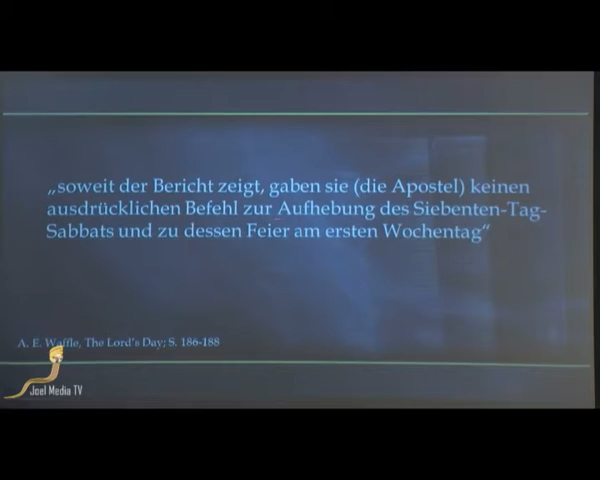 „soweit der Bericht zeigt, gaben sie (die Apostel) keinen
ausdrücklichen Befehl zur Aufhebung des Siebenten-Tag-
Sabbats und zu dessen Feier am ersten Wochentag“
A. E. Waffle, The Lord's Day; S. 186-188
Joel Media TV